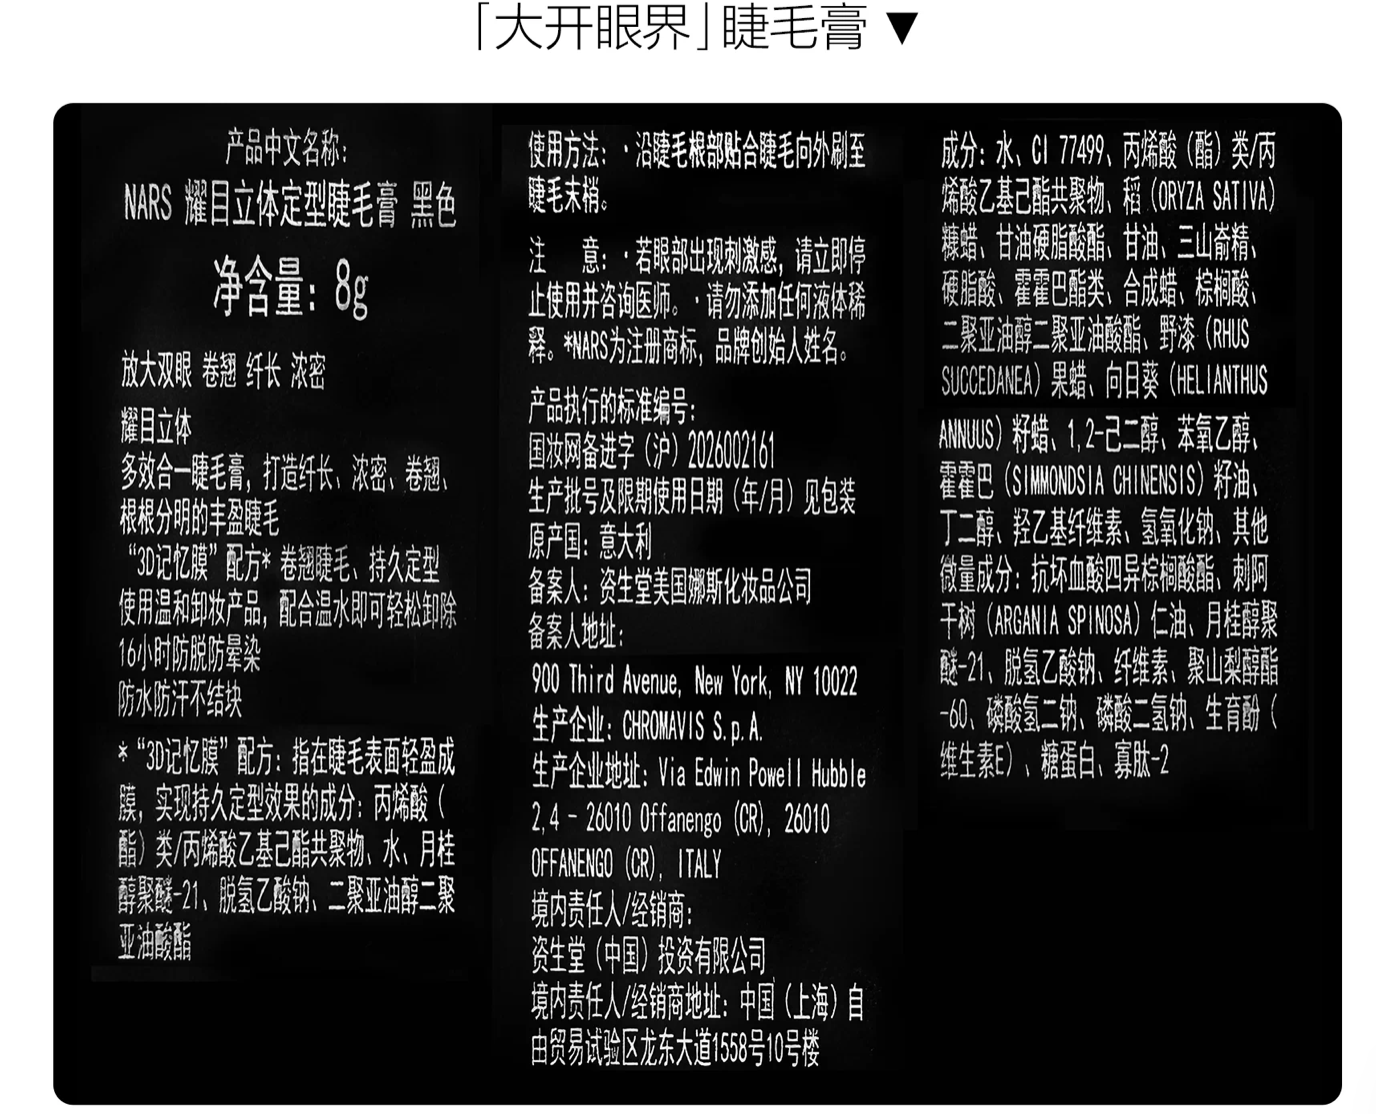 「大开眼界」睫毛膏▼
产品中文名称：
NARS 耀目立体定型睫毛膏 黑色
净含量：8g
放大双眼 卷翘 纤长 浓密
耀目立体
多效合一睫毛膏，打造纤长、浓密、卷翘、
根根分明的丰盈睫毛
“3D记忆膜”配方* 卷翘睫毛、持久定型
使用温和卸妆产品，配合温水即可轻松卸除
16小时防脱防晕染
防水防汗不结块
*“3D记忆膜”配方：指在睫毛表面轻盈成
膜，实现持久定型效果的成分：丙烯酸（
酯）类/丙烯酸乙基己酯共聚物、水、月桂
醇聚醚-21、脱氢乙酸钠、二聚亚油醇二聚
亚油酸酯
使用方法：·沿睫毛根部贴合睫毛向外刷至
睫毛末梢。
注 意：·若眼部出现刺激感，请立即停
止使用并咨询医师。·请勿添加任何液体稀
释。*NARS为注册商标，品牌创始人姓名。
产品执行的标准编号：
国妆网备进字（沪）2026002161
生产批号及限期使用日期（年/月）见包装
原产国：意大利
备案人：资生堂美国娜斯化妆品公司
备案人地址：
900 Third Avenue, New York, NY 10022
生产企业：CHROMAVIS S.p.A.
生产企业地址：Via Edwin Powell Hubble
2,4 - 26010 Offanengo (CR), 26010
OFFANENGO (CR), ITALY
境内责任人/经销商：
资生堂（中国）投资有限公司
境内责任人/经销商地址：中国（上海）自
由贸易试验区龙东大道1558号10号楼
成分：水、CI 77499、丙烯酸（酯）类/丙
烯酸乙基己酯共聚物、稻（ORYZA SATIVA）
糠蜡、甘油硬脂酸酯、甘油、三山嵛精、
硬脂酸、霍霍巴酯类、合成蜡、棕榈酸、
二聚亚油醇二聚亚油酸酯、野漆（RHUS
SUCCEDANEA）果蜡、向日葵（HELIANTHUS
ANNUUS）籽蜡、1,2-己二醇、苯氧乙醇、
霍霍巴（SIMMONDSIA CHINENSIS）籽油、
丁二醇、羟乙基纤维素、氢氧化钠、其他
微量成分：抗坏血酸四异棕榈酸酯、刺阿
干树（ARGANIA SPINOSA）仁油、月桂醇聚
醚-21、脱氢乙酸钠、纤维素、聚山梨醇酯
-60、磷酸氢二钠、磷酸二氢钠、生育酚（
维生素E）、糖蛋白、寡肽-2